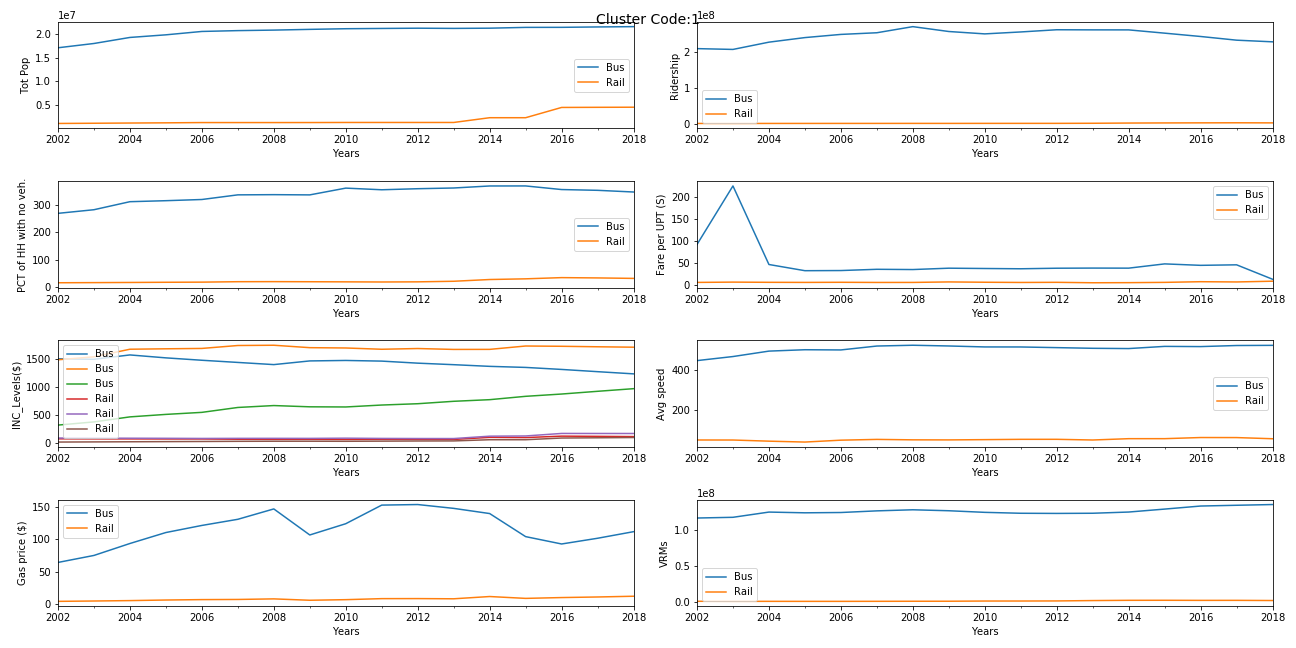 Cluster Code:1
1e7
Tot Pop
2.0
1.5
1.0
0.5
Bus
Rail
2002 2004 2006 2008 2010 2012 2014 2016 2018
Years
1e8
Ridership
2
1
0
Bus
Rail
2002 2004 2006 2008 2010 2012 2014 2016 2018
Years
PCT of HH with no veh.
300
200
100
0
Bus
Rail
2002 2004 2006 2008 2010 2012 2014 2016 2018
Years
Fare per UPT (S)
200
150
100
50
0
Bus
Rail
2002 2004 2006 2008 2010 2012 2014 2016 2018
Years
INC_Levels($)
1500
1000
500
0
Bus
Bus
Bus
Rail
Rail
Rail
2002 2004 2006 2008 2010 2012 2014 2016 2018
Years
Avg speed
400
200
Bus
Rail
2002 2004 2006 2008 2010 2012 2014 2016 2018
Years
Gas price ($)
150
100
50
0
Bus
Rail
2002 2004 2006 2008 2010 2012 2014 2016 2018
Years
1e8
VRMs
1.0
0.5
0.0
Bus
Rail
2002 2004 2006 2008 2010 2012 2014 2016 2018
Years